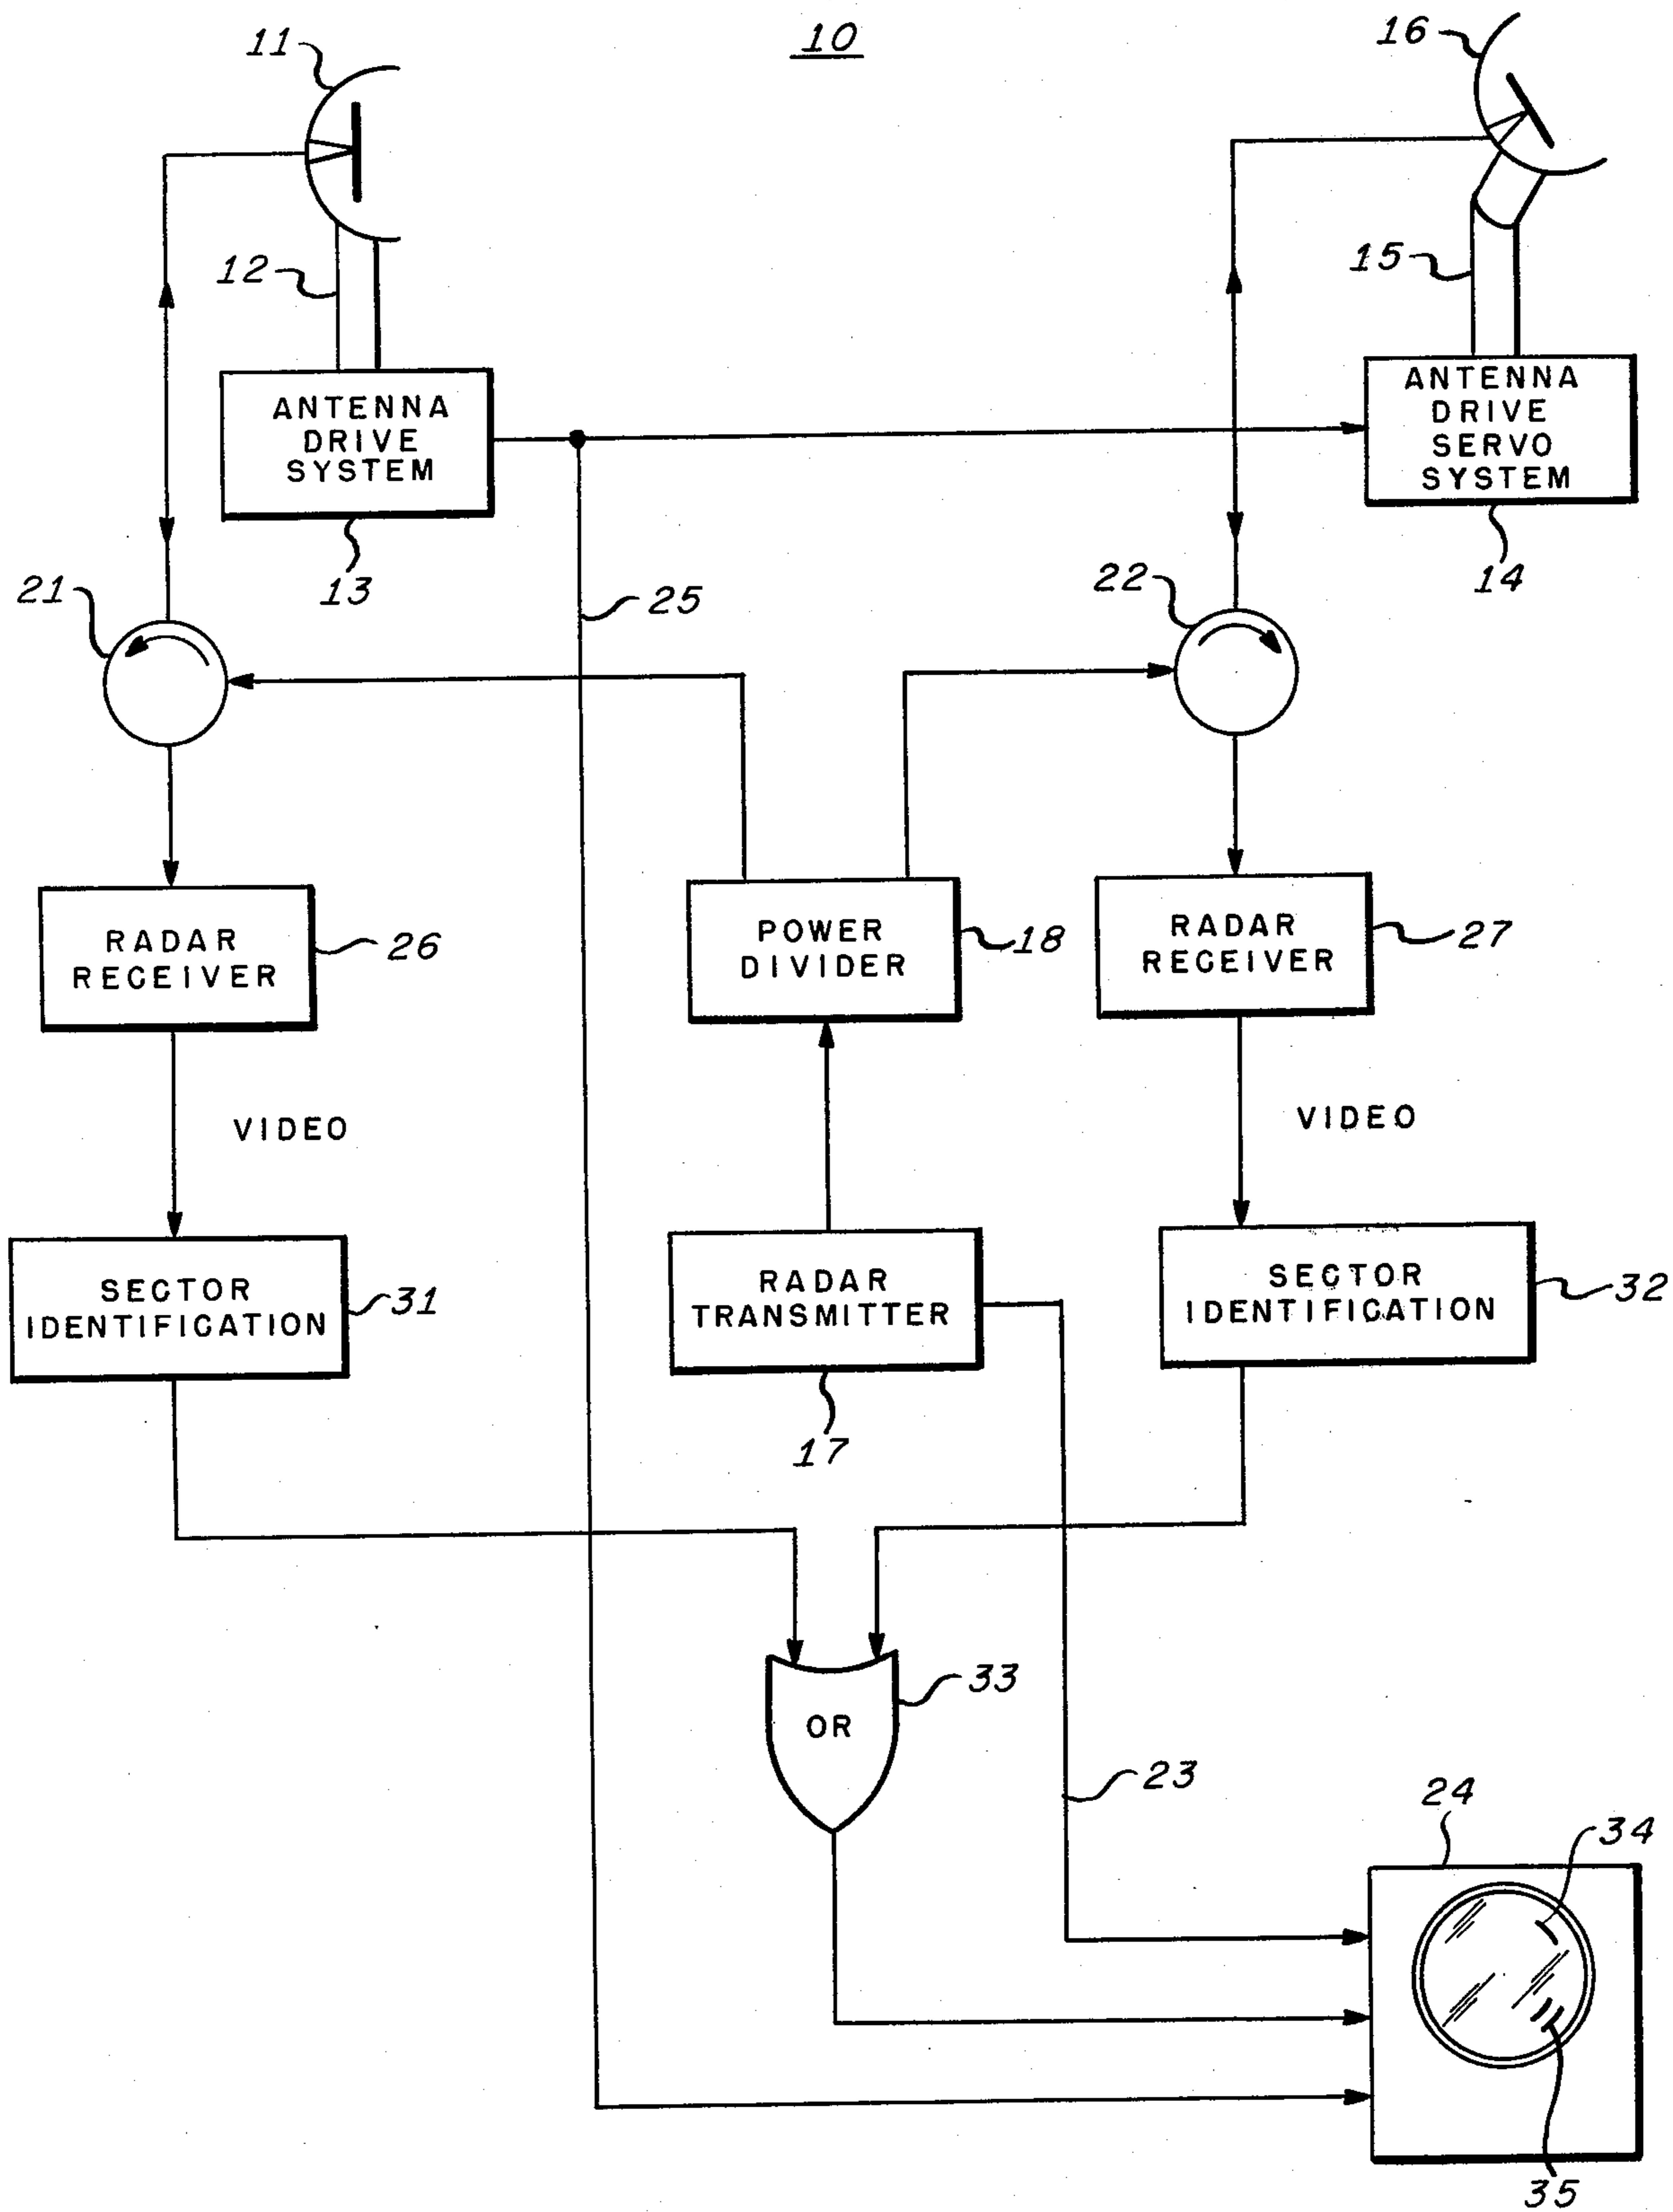 10
11
16
12
15
ANTENNA
DRIVE
SYSTEM
ANTENNA
DRIVE
SERVO
SYSTEM
13
14
21
25
22
RADAR
RECEIVER
26
POWER
DIVIDER
18
RADAR
RECEIVER
27
VIDEO
VIDEO
SECTOR
IDENTIFICATION
31
RADAR
TRANSMITTER
SECTOR
IDENTIFICATION
32
17
33
OR
23
24
34
35